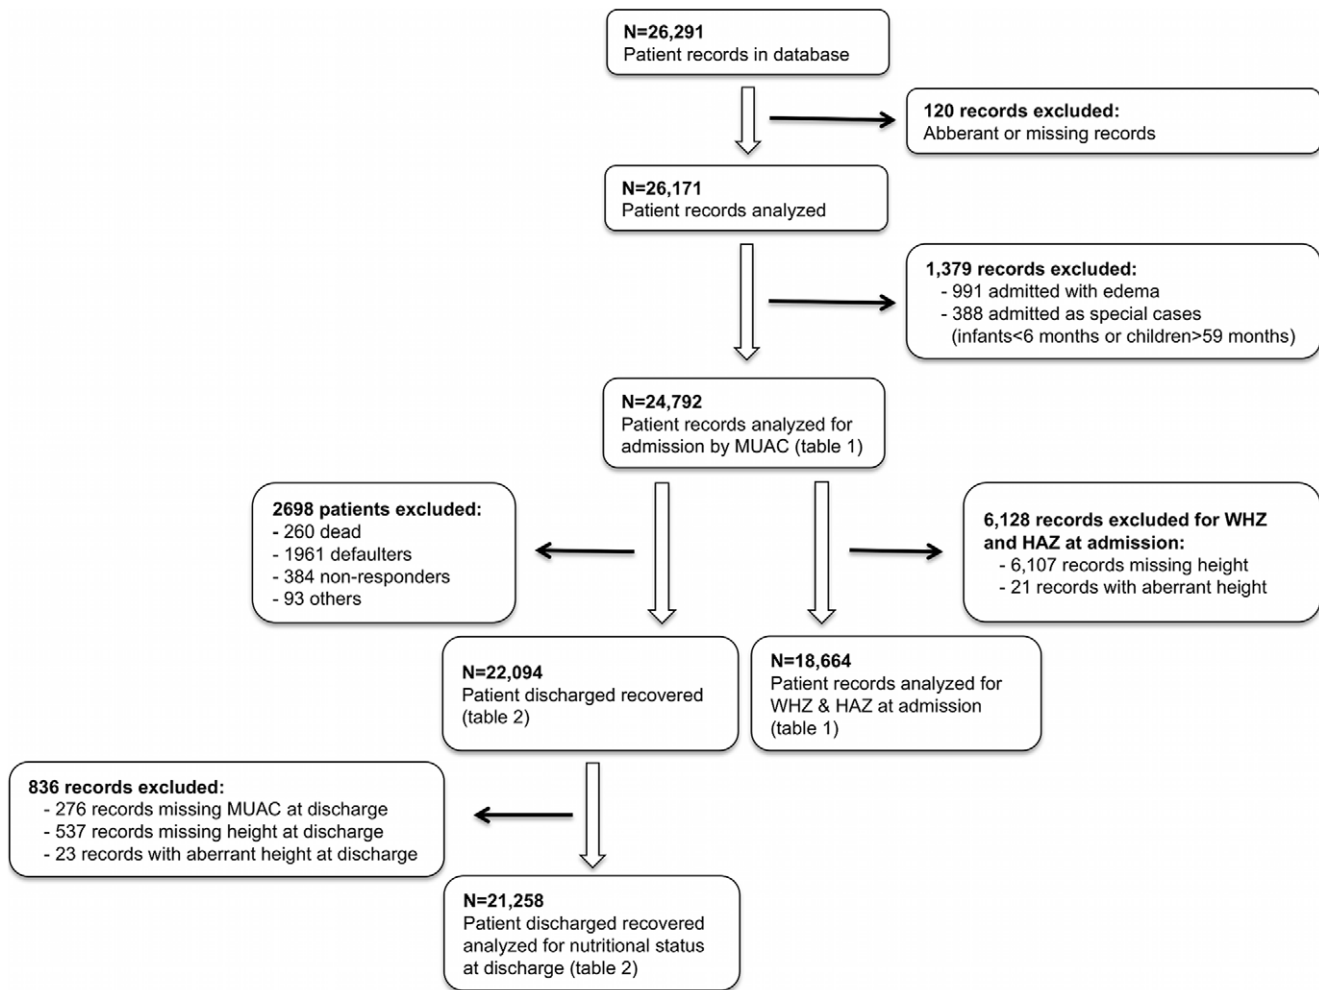 N=26,291
Patient records in database
120 records excluded:
Abberant or missing records
N=26,171
Patient records analyzed
1,379 records excluded:
- 991 admitted with edema
- 388 admitted as special cases
(infants<6 months or children>59 months)
N=24,792
Patient records analyzed for
admission by MUAC (table 1)
2698 patients excluded:
- 260 dead
- 1961 defaulters
- 384 non-responders
- 93 others
6,128 records excluded for WHZ
and HAZ at admission:
- 6,107 records missing height
- 21 records with aberrant height
N=22,094
Patient discharged recovered
(table 2)
N=18,664
Patient records analyzed for
WHZ & HAZ at admission
(table 1)
836 records excluded:
- 276 records missing MUAC at discharge
- 537 records missing height at discharge
- 23 records with aberrant height at discharge
N=21,258
Patient discharged recovered
analyzed for nutritional status
at discharge (table 2)